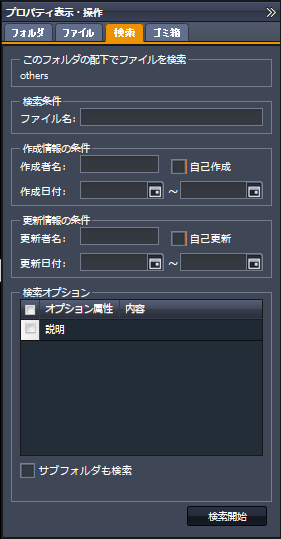 プロパティ表示・操作
フォルダ ファイル 検索 ゴミ箱
このフォルダの配下でファイルを検索
others
検索条件
ファイル名:
作成情報の条件
作成者名: 自己作成
作成日付: ～
更新情報の条件
更新者名: 自己更新
更新日付: ～
検索オプション
オプション属性 内容
説明
サブフォルダも検索
検索開始